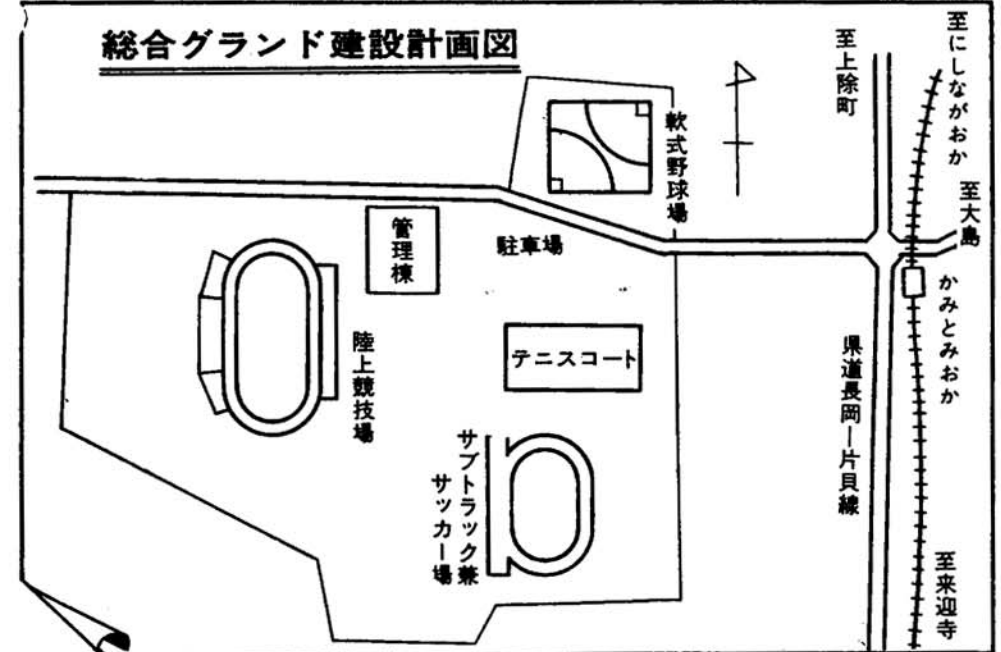 総合グランド建設計画図
至にしながおか
至上除町
軟式野球場
至大島
管理棟
駐車場
かみとみおか
陸上競技場
テニスコート
県道長岡―片貝線
サブトラック兼
サッカー場
至来迎寺